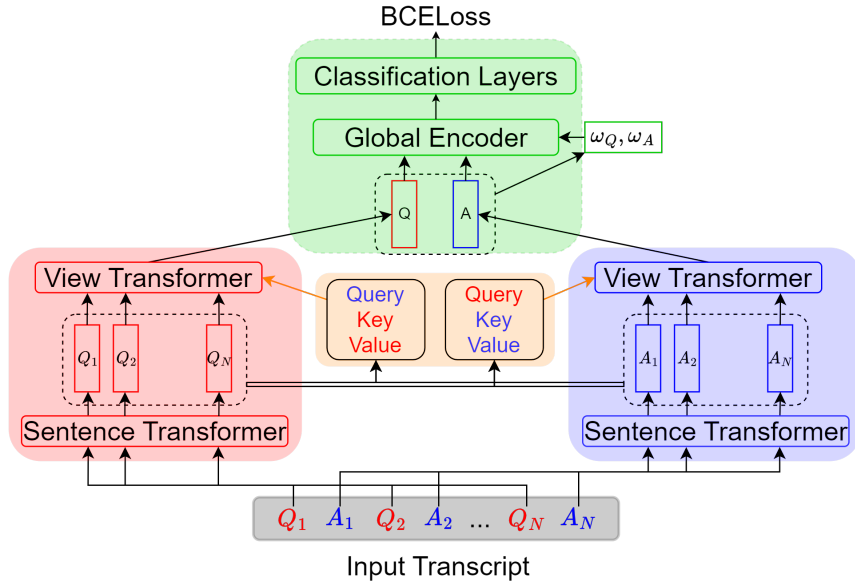 BCELoss
Classification Layers
Global Encoder
ω_Q, ω_A
Q
A
View Transformer
View Transformer
Query
Key
Value
Query
Key
Value
Q_1 Q_2 Q_N
A_1 A_2 A_N
Sentence Transformer
Sentence Transformer
Q_1 A_1 Q_2 A_2 ... Q_N A_N
Input Transcript